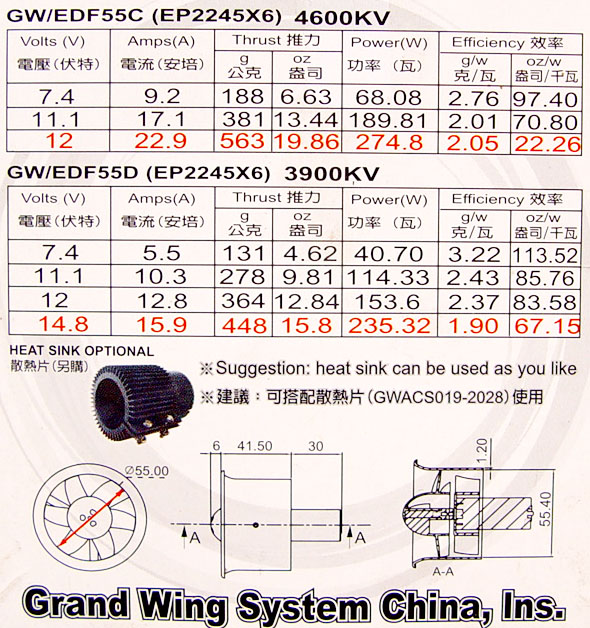 GW/EDF55C (EP2245X6) 4600KV
Volts (V) Amps(A) Thrust 推力 Power(W) Efficiency 效率
電壓(伏特) 電流(安培) g 公克 oz 盎司 功率 (瓦) g/w 克/瓦 oz/w 盎司/千瓦
7.4 9.2 188 6.63 68.08 2.76 97.40
11.1 17.1 381 13.44 189.81 2.01 70.80
12 22.9 563 19.86 274.8 2.05 22.26
GW/EDF55D (EP2245X6) 3900KV
Volts (V) Amps(A) Thrust 推力 Power(W) Efficiency 效率
電壓(伏特) 電流(安培) g 公克 oz 盎司 功率 (瓦) g/w 克/瓦 oz/w 盎司/千瓦
7.4 5.5 131 4.62 40.70 3.22 113.52
11.1 10.3 278 9.81 114.33 2.43 85.76
12 12.8 364 12.84 153.6 2.37 83.58
14.8 15.9 448 15.8 235.32 1.90 67.15
HEAT SINK OPTIONAL
散熱片(另購)
※Suggestion: heat sink can be used as you like
※建議：可搭配散熱片(GWACS019-2028)使用
6 41.50 30
1.20
Ø55.00
55.40
A A
A-A
Grand Wing System China, Ins.